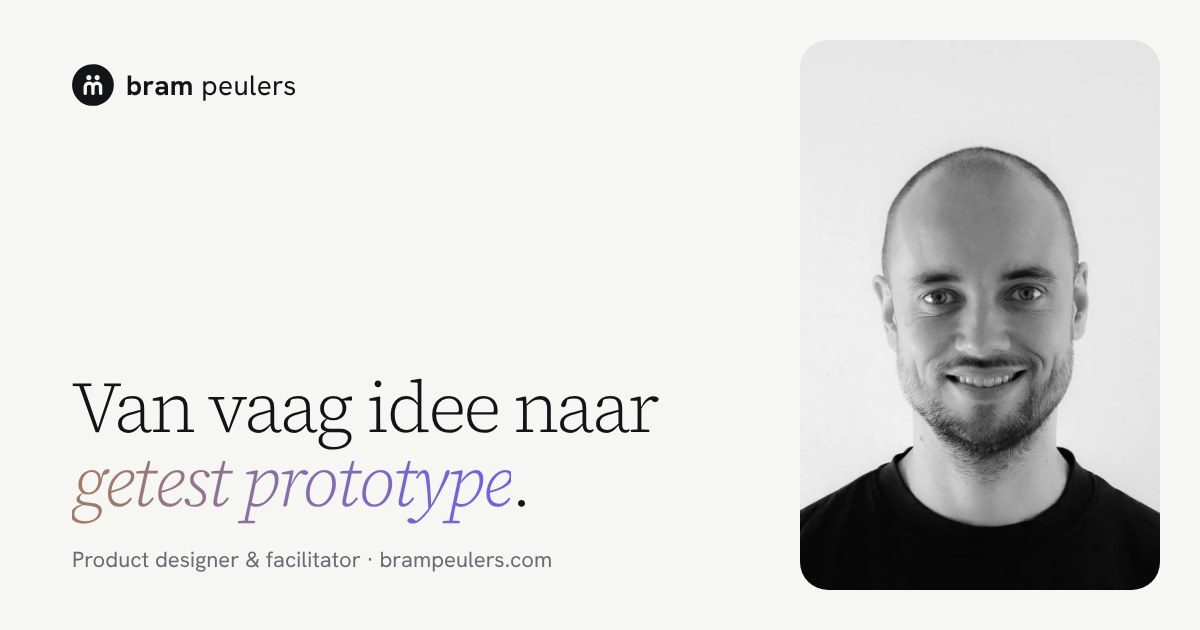 bram peulers
Van vaag idee naar
getest prototype.
Product designer & facilitator · brampeulers.com